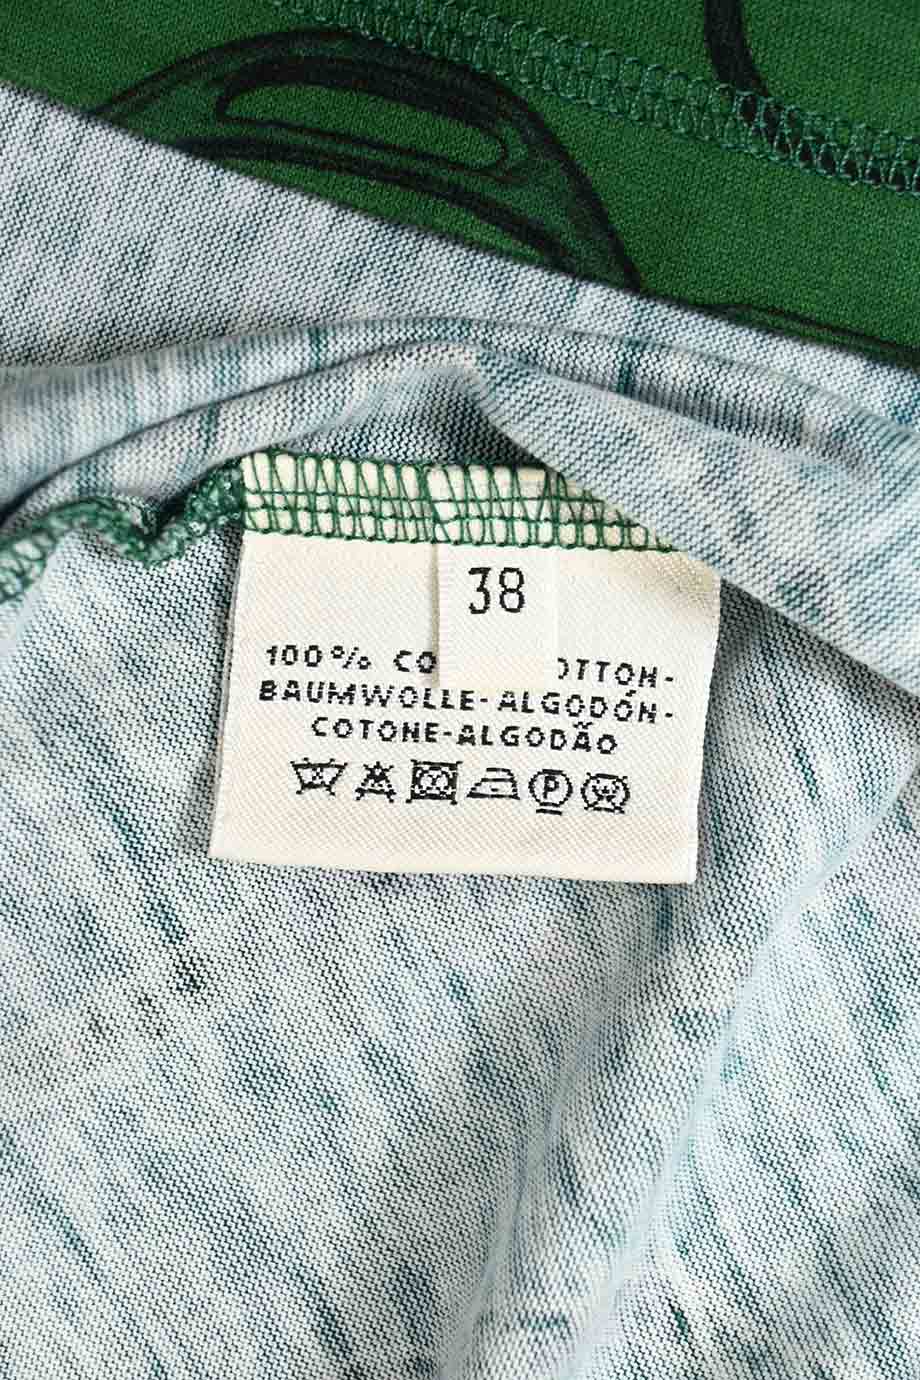 38
100% CO OTTON-
BAUMWOLLE-ALGODÓN-
COTONE-ALGODÃO
P